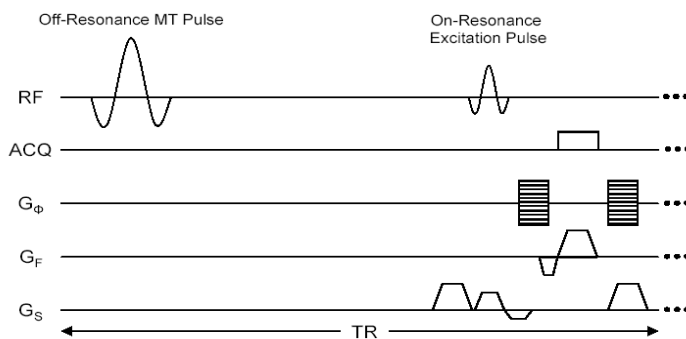 Off-Resonance MT Pulse
On-Resonance
Excitation Pulse
RF
ACQ
GΦ
GF
GS
TR